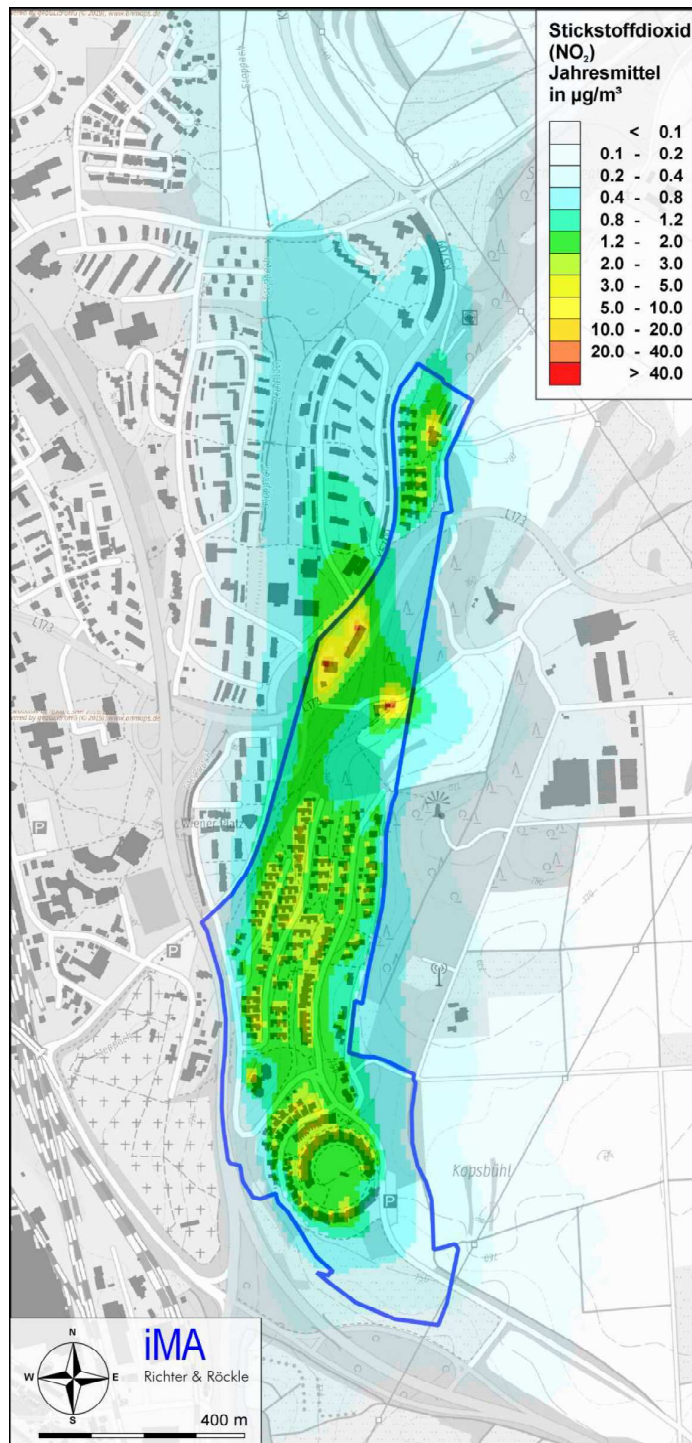 Stickstoffdioxid
(NO₂)
Jahresmittel
in µg/m³
< 0.1
0.1 - 0.2
0.2 - 0.4
0.4 - 0.8
0.8 - 1.2
1.2 - 2.0
2.0 - 3.0
3.0 - 5.0
5.0 - 10.0
10.0 - 20.0
20.0 - 40.0
> 40.0
L173
L173
L173
P
Wiener Platz
P
Kopsbühl
P
N
W E
S
iMA
Richter & Röckle
400 m